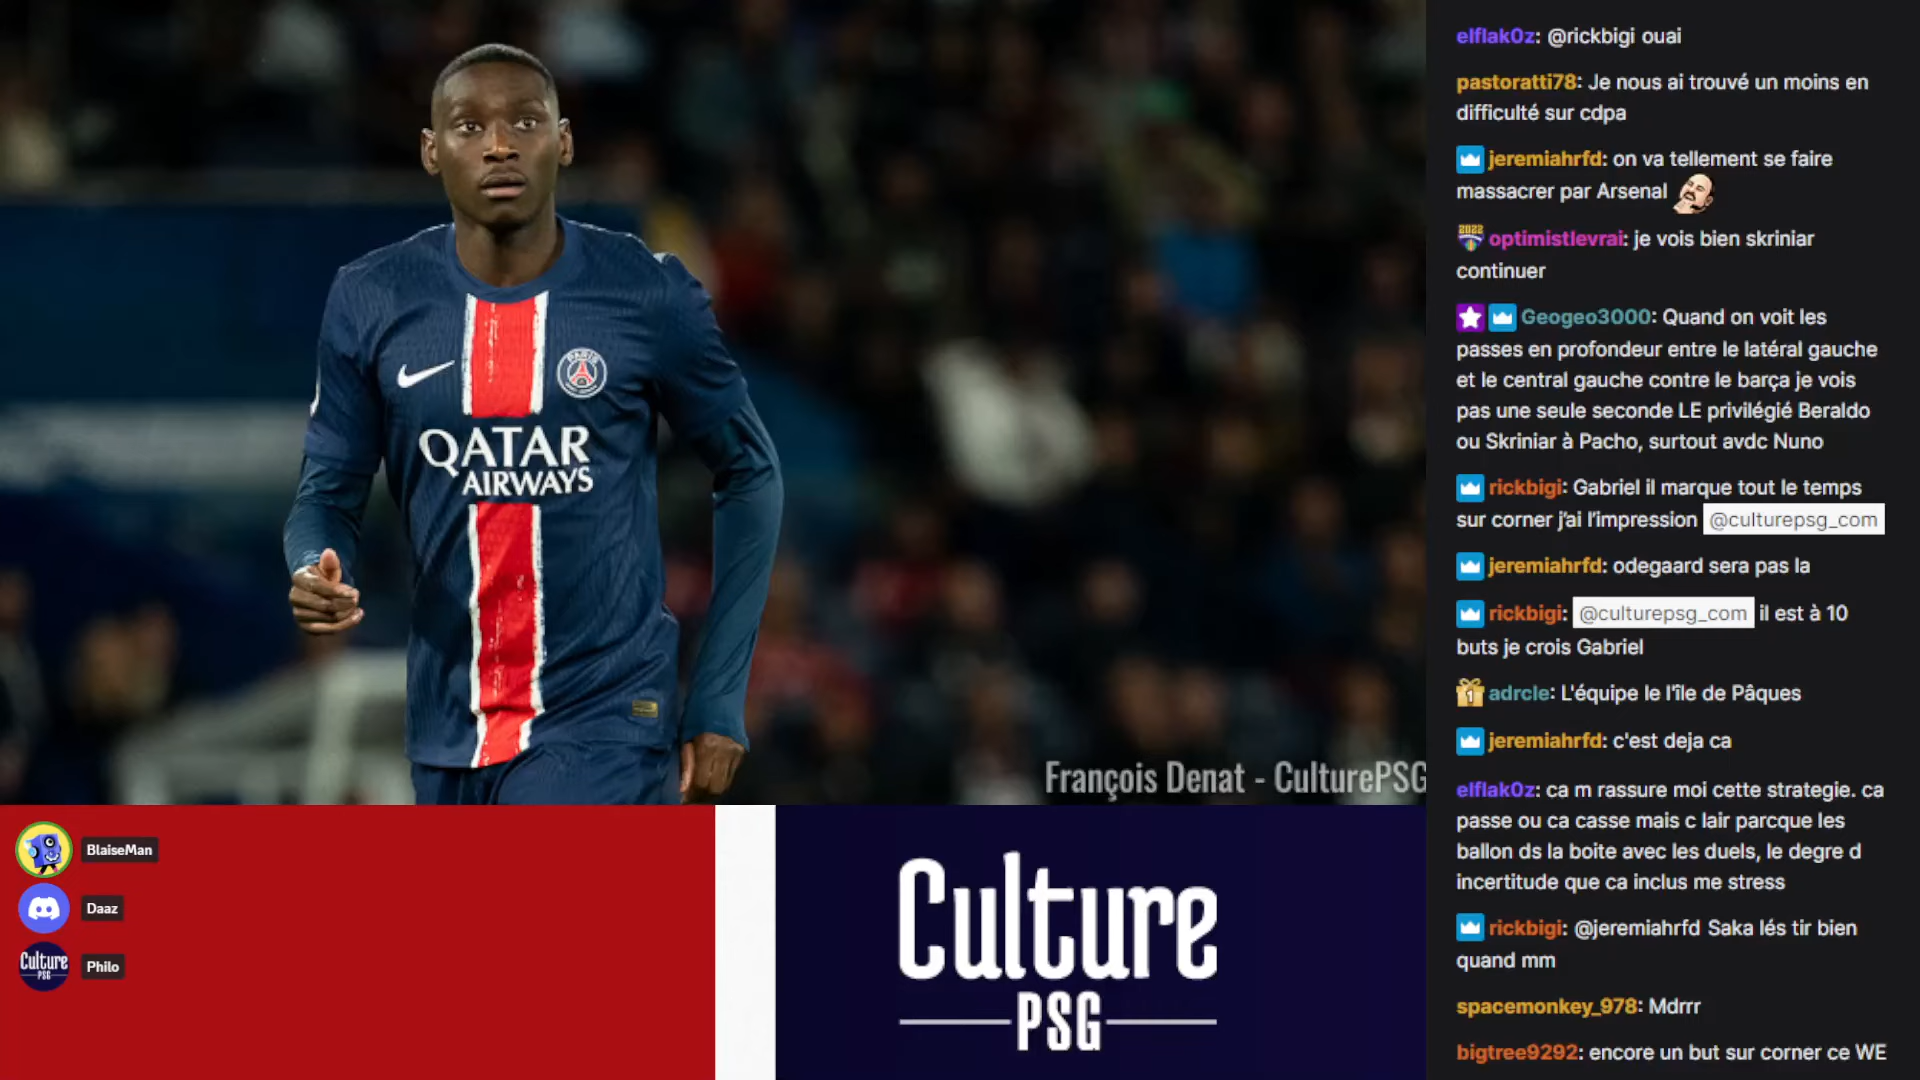 PARIS
QATAR
AIRWAYS
François Denat - CulturePSG
BlaiseMan
Daaz
Culture
PSG
Philo
Culture
PSG
elflak0z: @rickbigi ouai
pastoratti78: Je nous ai trouvé un moins en
difficulté sur cdpa
jeremiahrfd: on va tellement se faire
massacrer par Arsenal
2022
optimistlevrai: je vois bien skriniar
continuer
Geogeo3000: Quand on voit les
passes en profondeur entre le latéral gauche
et le central gauche contre le barça je vois
pas une seule seconde LE privilégié Beraldo
ou Skriniar à Pacho, surtout avdc Nuno
rickbigi: Gabriel il marque tout le temps
sur corner j'ai l'impression @culturepsg_com
jeremiahrfd: odegaard sera pas la
rickbigi: @culturepsg_com il est à 10
buts je crois Gabriel
1
adrcle: L'équipe le l'île de Pâques
jeremiahrfd: c'est deja ca
elflak0z: ca m rassure moi cette strategie. ca
passe ou ca casse mais c lair parcque les
ballon ds la boite avec les duels, le degre d
incertitude que ca inclus me stress
rickbigi: @jeremiahrfd Saka lés tir bien
quand mm
spacemonkey_978: Mdrrr
bigtree9292: encore un but sur corner ce WE